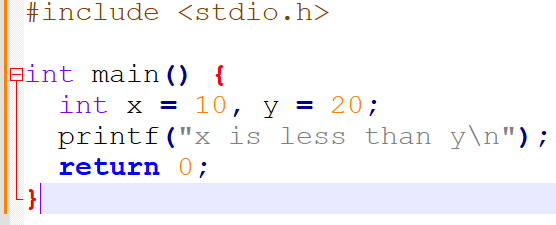 #include <stdio.h>
int main() {
int x = 10, y = 20;
printf("x is less than y\n");
return 0;
}